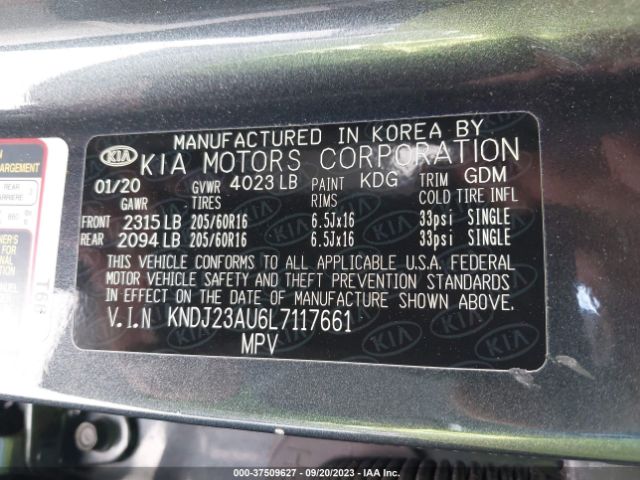 MANUFACTURED IN KOREA BY
KIA KIA MOTORS CORPORATION
01/20 GVWR 4023 LB PAINT KDG TRIM GDM
GAWR TIRES RIMS COLD TIRE INFL
FRONT 2315 LB 205/60R16 6.5Jx16 33psi SINGLE
REAR 2094 LB 205/60R16 6.5Jx16 33psi SINGLE
THIS VEHICLE CONFORMS TO ALL APPLICABLE U.S.A. FEDERAL
MOTOR VEHICLE SAFETY AND THEFT PREVENTION STANDARDS
IN EFFECT ON THE DATE OF MANUFACTURE SHOWN ABOVE.
V.I.N KNDJ23AU6L7117661
MPV
ARGEMENT
REAR
000-37509627 - 09/20/2023 - IAA Inc.